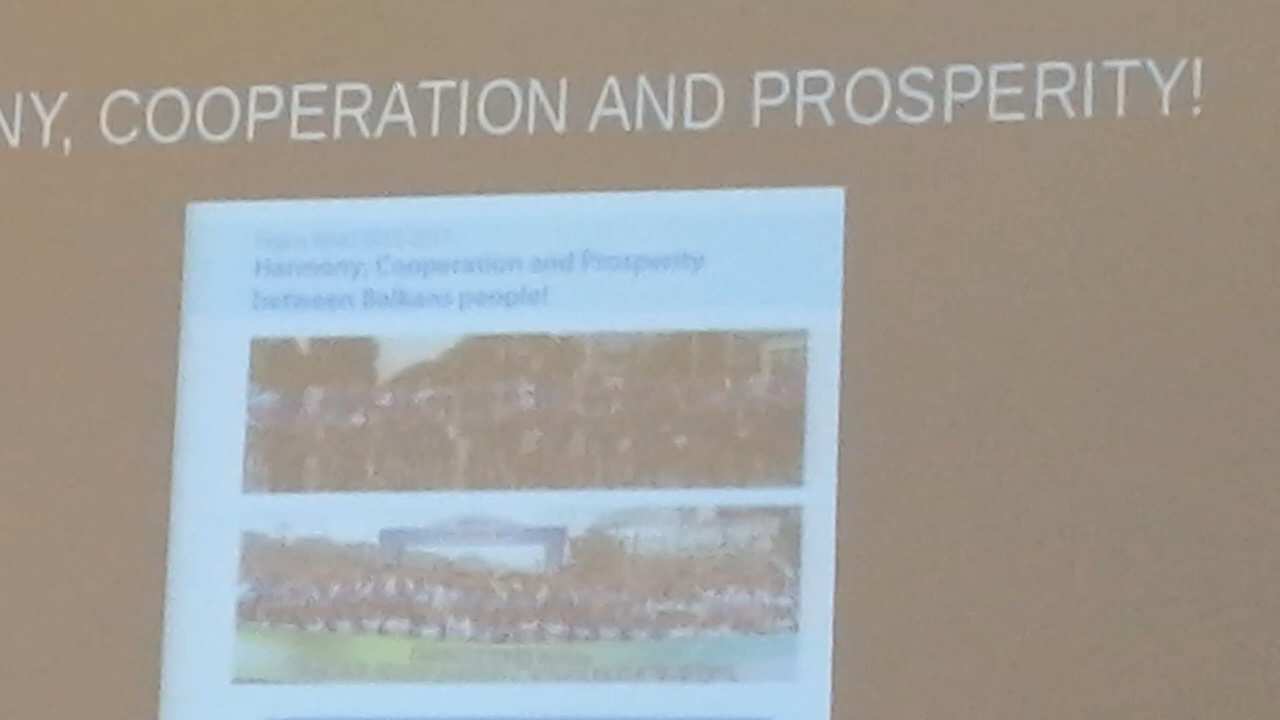 NY, COOPERATION AND PROSPERITY!
Harmony, Cooperation and Prosperity
between Balkans people!